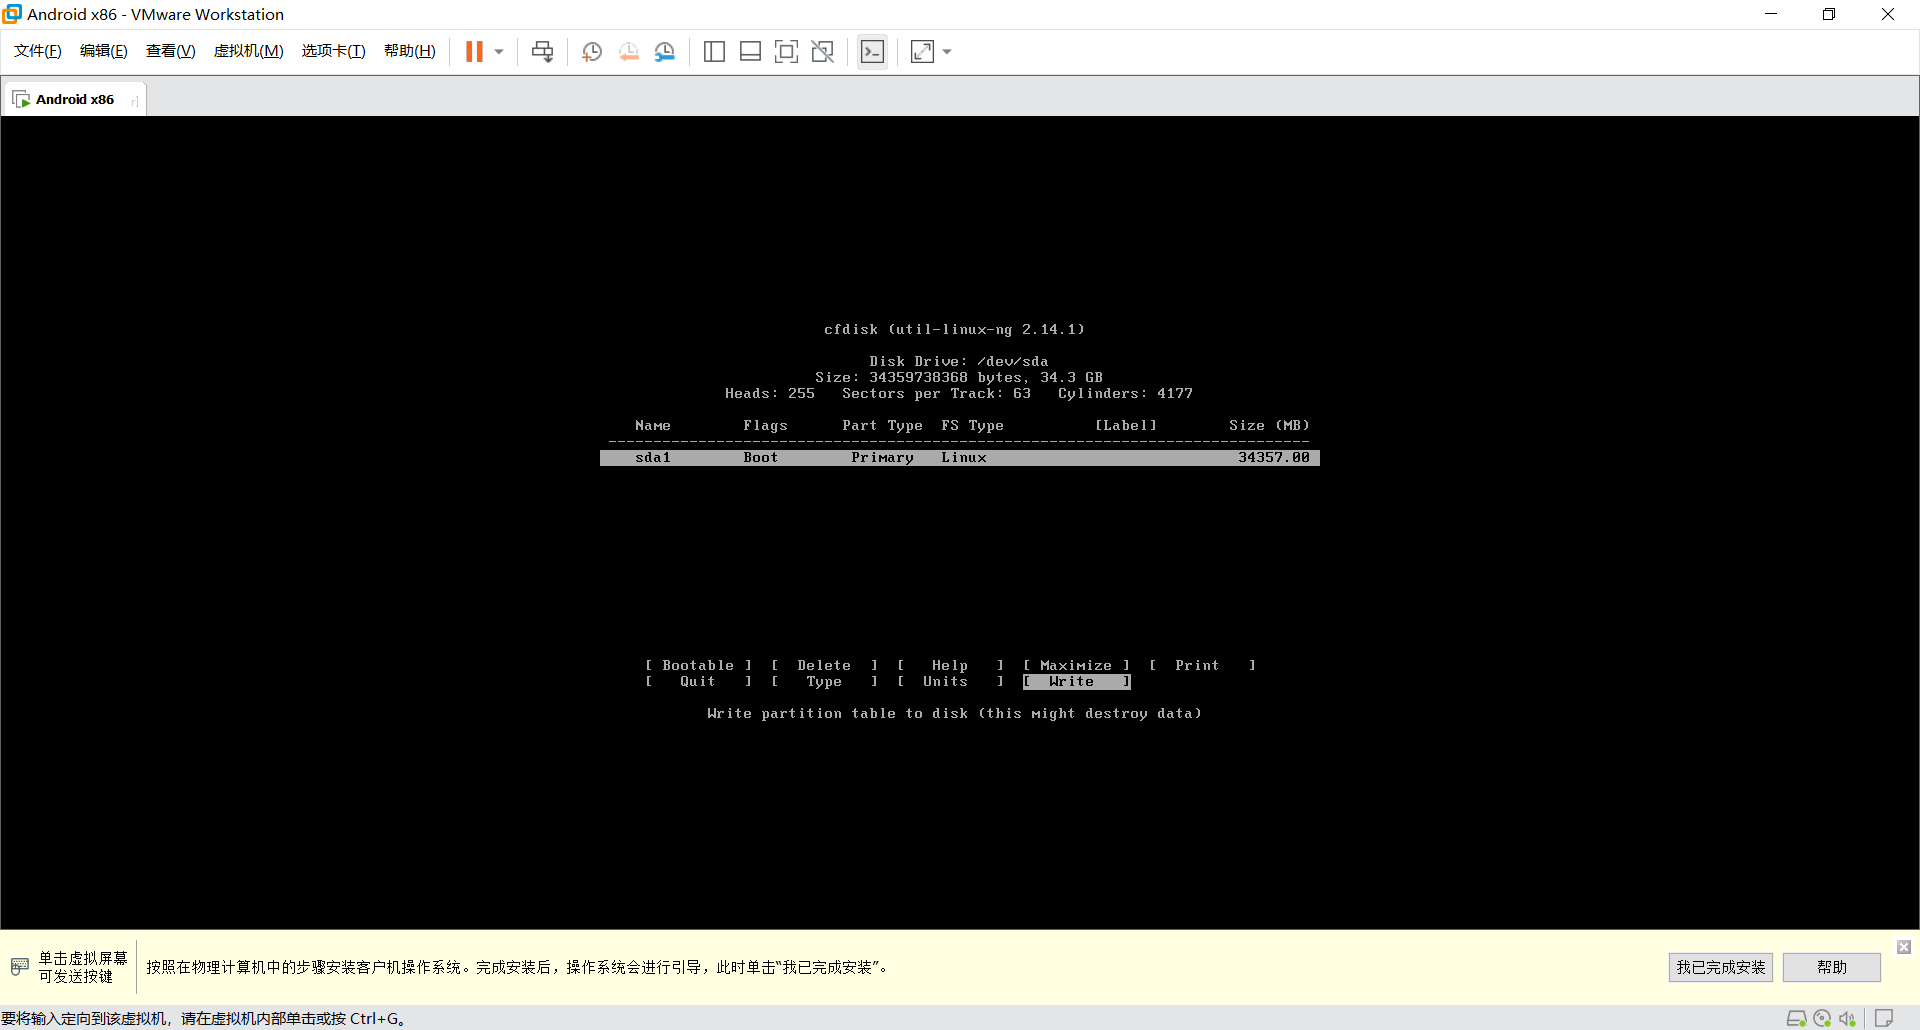 Android x86 - VMware Workstation
文件(F) 编辑(E) 查看(V) 虚拟机(M) 选项卡(T) 帮助(H)
Android x86
cfdisk (util-linux-ng 2.14.1)
Disk Drive: /dev/sda
Size: 34359738368 bytes, 34.3 GB
Heads: 255 Sectors per Track: 63 Cylinders: 4177
Name Flags Part Type FS Type [Label] Size (MB)
sda1 Boot Primary Linux 34357.00
[ Bootable ] [ Delete ] [ Help ] [ Maximize ] [ Print ]
[ Quit ] [ Type ] [ Units ] [ Write ]
Write partition table to disk (this might destroy data)
单击虚拟屏幕
可发送按键
按照在物理计算机中的步骤安装客户机操作系统。完成安装后，操作系统会进行引导，此时单击“我已完成安装”。
我已完成安装 帮助
要将输入定向到该虚拟机，请在虚拟机内部单击或按 Ctrl+G。